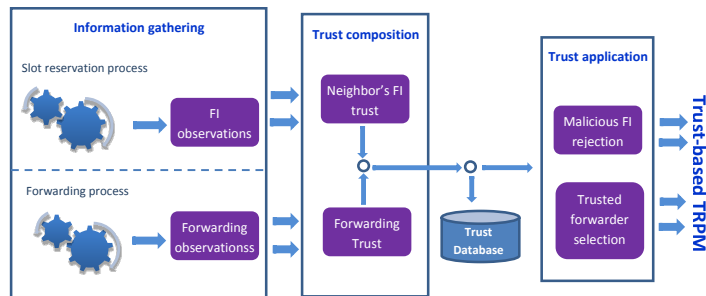 Information gathering
Slot reservation process
FI
observations
Forwarding process
Forwarding
observationss
Trust composition
Neighbor's FI
trust
Forwarding
Trust
Trust
Database
Trust application
Malicious FI
rejection
Trusted
forwarder
selection
Trust-based TRPM